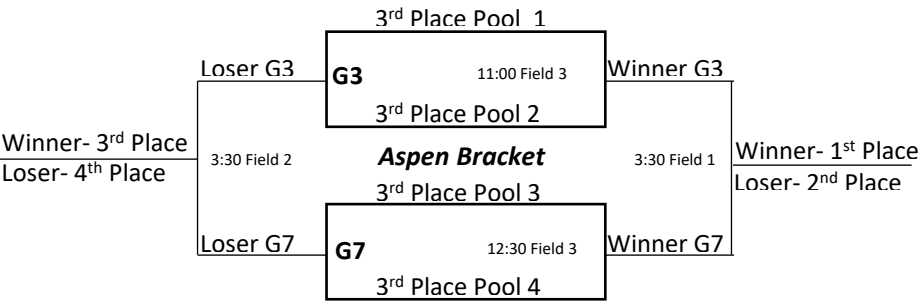 3rd Place Pool 1
Loser G3
G3
11:00 Field 3
Winner G3
3rd Place Pool 2
Winner- 3rd Place
Loser- 4th Place
3:30 Field 2
Aspen Bracket
3:30 Field 1
Winner- 1st Place
Loser- 2nd Place
3rd Place Pool 3
Loser G7
G7
12:30 Field 3
Winner G7
3rd Place Pool 4